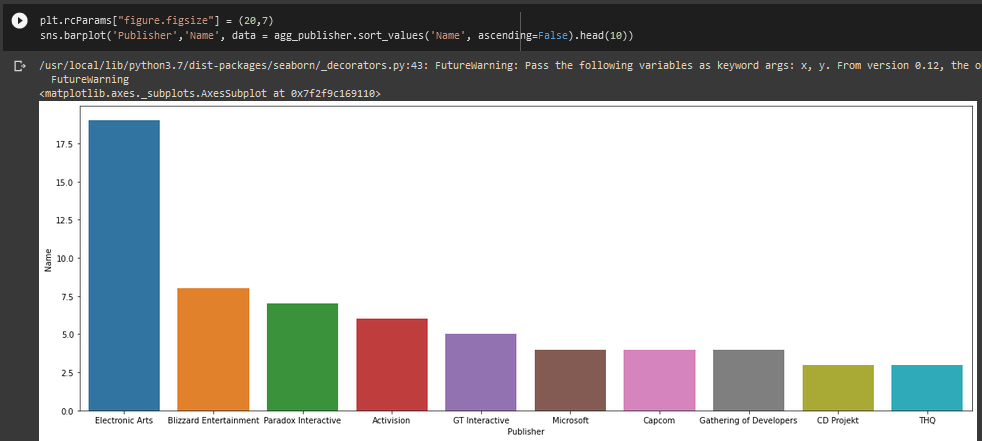 plt.rcParams["figure.figsize"] = (20,7)
sns.barplot('Publisher','Name', data = agg_publisher.sort_values('Name', ascending=False).head(10))
/usr/local/lib/python3.7/dist-packages/seaborn/_decorators.py:43: FutureWarning: Pass the following variables as keyword args: x, y. From version 0.12, the o
FutureWarning
<matplotlib.axes._subplots.AxesSubplot at 0x7f2f9c169110>
17.5
15.0
12.5
10.0
7.5
5.0
2.5
0.0
Name
Electronic Arts Blizzard Entertainment Paradox Interactive Activision GT Interactive Microsoft Capcom Gathering of Developers CD Projekt THQ
Publisher